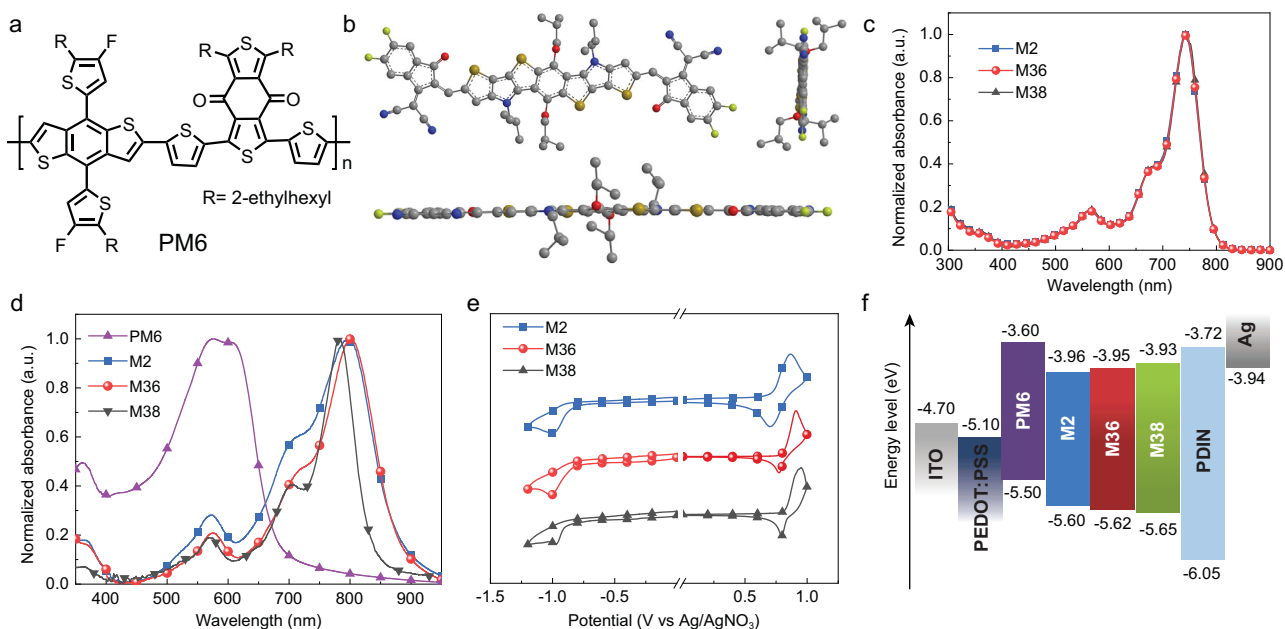 a
R
F
R
R
S
O
O
S
S
S
S
S
S
n
F
R
R= 2-ethylhexyl
PM6
b
c
Normalized absorbance (a.u.)
1.0
0.8
0.6
0.4
0.2
0.0
M2
M36
M38
300 400 500 600 700 800 900
Wavelength (nm)
d
Normalized absorbance (a.u.)
1.0
0.8
0.6
0.4
0.2
0.0
PM6
M2
M36
M38
400 500 600 700 800 900
Wavelength (nm)
e
M2
M36
M38
-1.5 -1.0 -0.5 0.5 1.0
Potential (V vs Ag/AgNO₃)
f
Energy level (eV)
-4.70
ITO
-5.10
PEDOT:PSS
-3.60
PM6
-5.50
-3.96
M2
-5.60
-3.95
M36
-5.62
-3.93
M38
-5.65
-3.72
PDIN
-6.05
Ag
-3.94